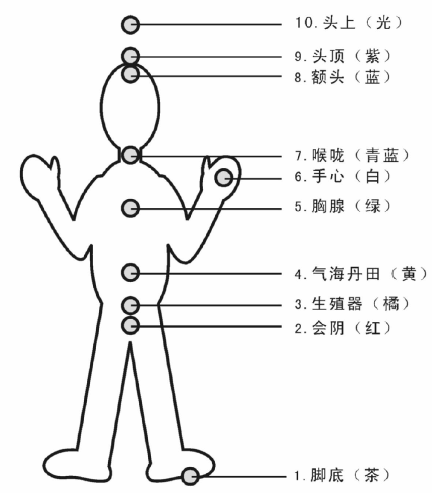 10.头上（光）
9.头顶（紫）
8.额头（蓝）
7.喉咙（青蓝）
6.手心（白）
5.胸腺（绿）
4.气海丹田（黄）
3.生殖器（橘）
2.会阴（红）
1.脚底（茶）